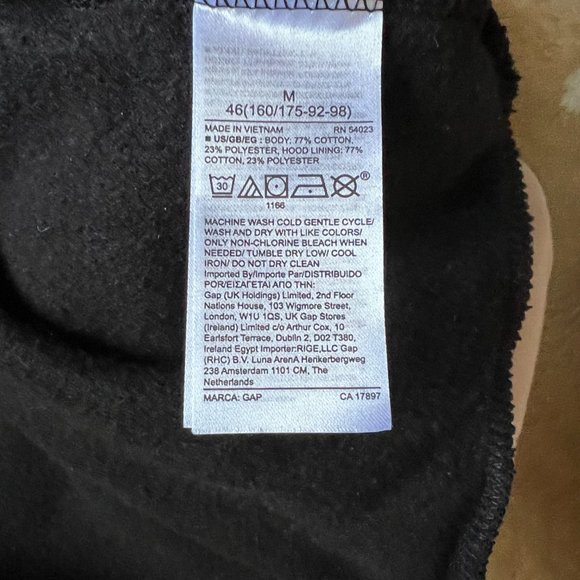 M
46(160/175-92-98)
MADE IN VIETNAM RN 54023
■ US/GB/EG : BODY: 77% COTTON,
23% POLYESTER, HOOD LINING: 77%
COTTON, 23% POLYESTER
30 ®
1166
MACHINE WASH COLD GENTLE CYCLE/
WASH AND DRY WITH LIKE COLORS/
ONLY NON-CHLORINE BLEACH WHEN
NEEDED/ TUMBLE DRY LOW/ COOL
IRON/ DO NOT DRY CLEAN
Imported By/Importe Par/DISTRIBUIDO
POR/ΕΙΣΑΓΕΤΑΙ ΑΠΟ ΤΗΝ:
Gap (UK Holdings) Limited, 2nd Floor
Nations House, 103 Wigmore Street,
London, W1U 1QS, UK Gap Stores
(Ireland) Limited c/o Arthur Cox, 10
Earlsfort Terrace, Dublin 2, D02 T380,
Ireland Egypt Importer:RIGE,LLC Gap
(RHC) B.V. Luna ArenA Herikerbergweg
238 Amsterdam 1101 CM, The
Netherlands
MARCA: GAP CA 17897